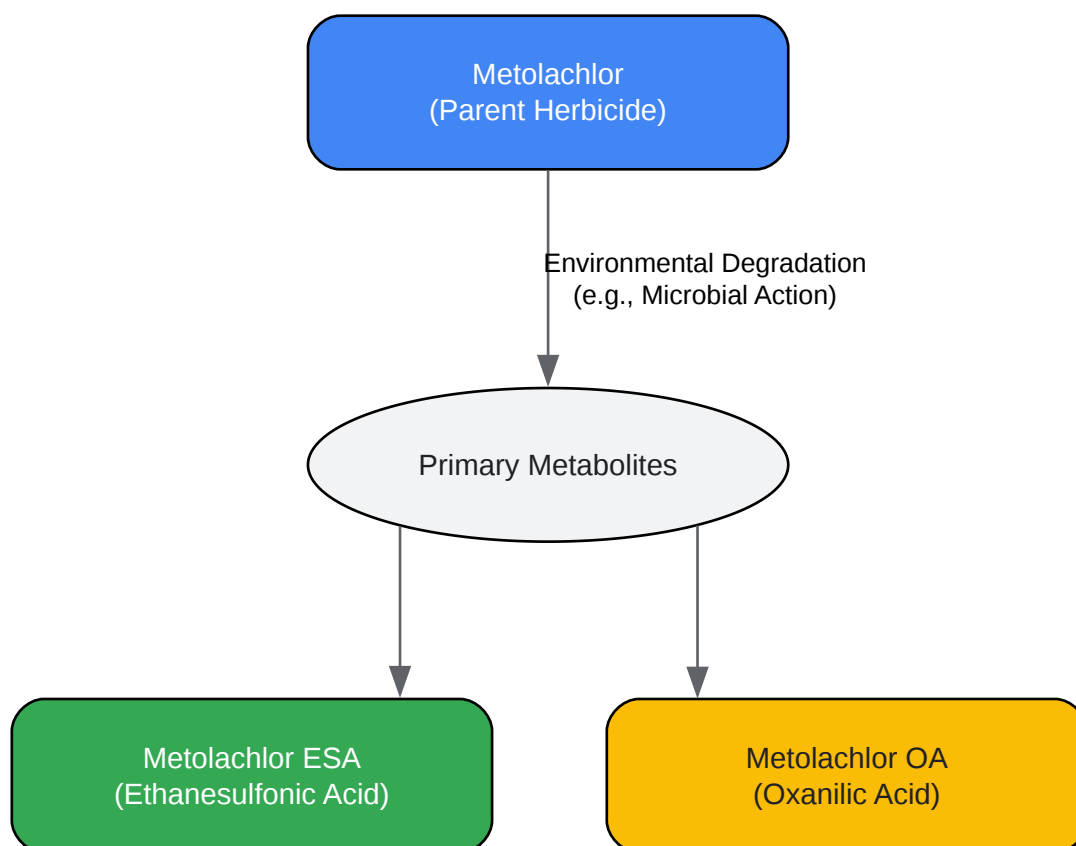 Metolachlor
(Parent Herbicide)
Environmental Degradation
(e.g., Microbial Action)
Primary Metabolites
Metolachlor ESA
(Ethanesulfonic Acid)
Metolachlor OA
(Oxanilic Acid)